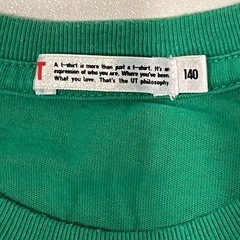 T
A t-shirt is more than just a t-shirt. It's an
expression of who you are. Where you've been.
What you love. That's the UT philosophy.
140